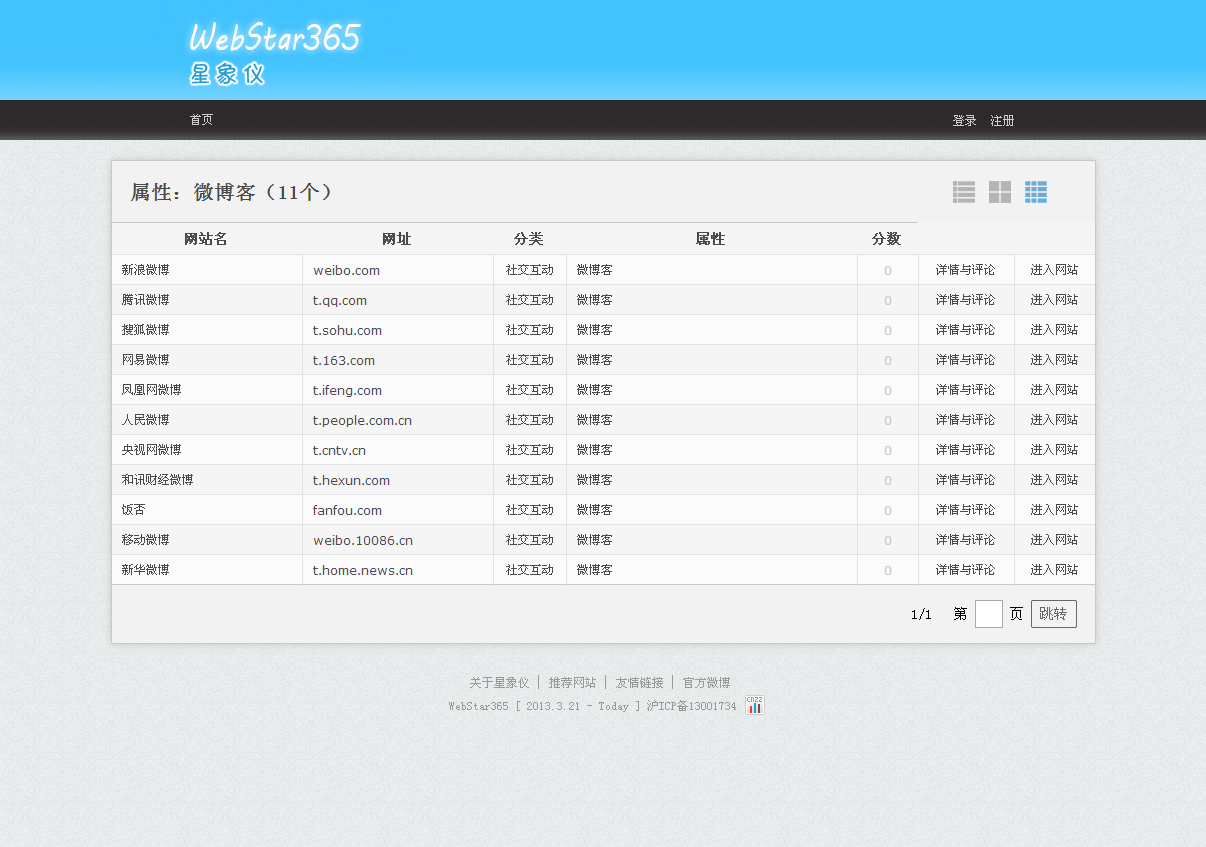 WebStar365
星象仪
首页 登录 注册
属性：微博客（11个）
网站名 网址 分类 属性 分数
新浪微博 weibo.com 社交互动 微博客 0 详情与评论 进入网站
腾讯微博 t.qq.com 社交互动 微博客 0 详情与评论 进入网站
搜狐微博 t.sohu.com 社交互动 微博客 0 详情与评论 进入网站
网易微博 t.163.com 社交互动 微博客 0 详情与评论 进入网站
凤凰网微博 t.ifeng.com 社交互动 微博客 0 详情与评论 进入网站
人民微博 t.people.com.cn 社交互动 微博客 0 详情与评论 进入网站
央视网微博 t.cntv.cn 社交互动 微博客 0 详情与评论 进入网站
和讯财经微博 t.hexun.com 社交互动 微博客 0 详情与评论 进入网站
饭否 fanfou.com 社交互动 微博客 0 详情与评论 进入网站
移动微博 weibo.10086.cn 社交互动 微博客 0 详情与评论 进入网站
新华微博 t.home.news.cn 社交互动 微博客 0 详情与评论 进入网站
1/1 第 页 跳转
关于星象仪 │ 推荐网站 │ 友情链接 │ 官方微博
WebStar365 [ 2013.3.21 - Today ] 沪ICP备13001734 CNZZ